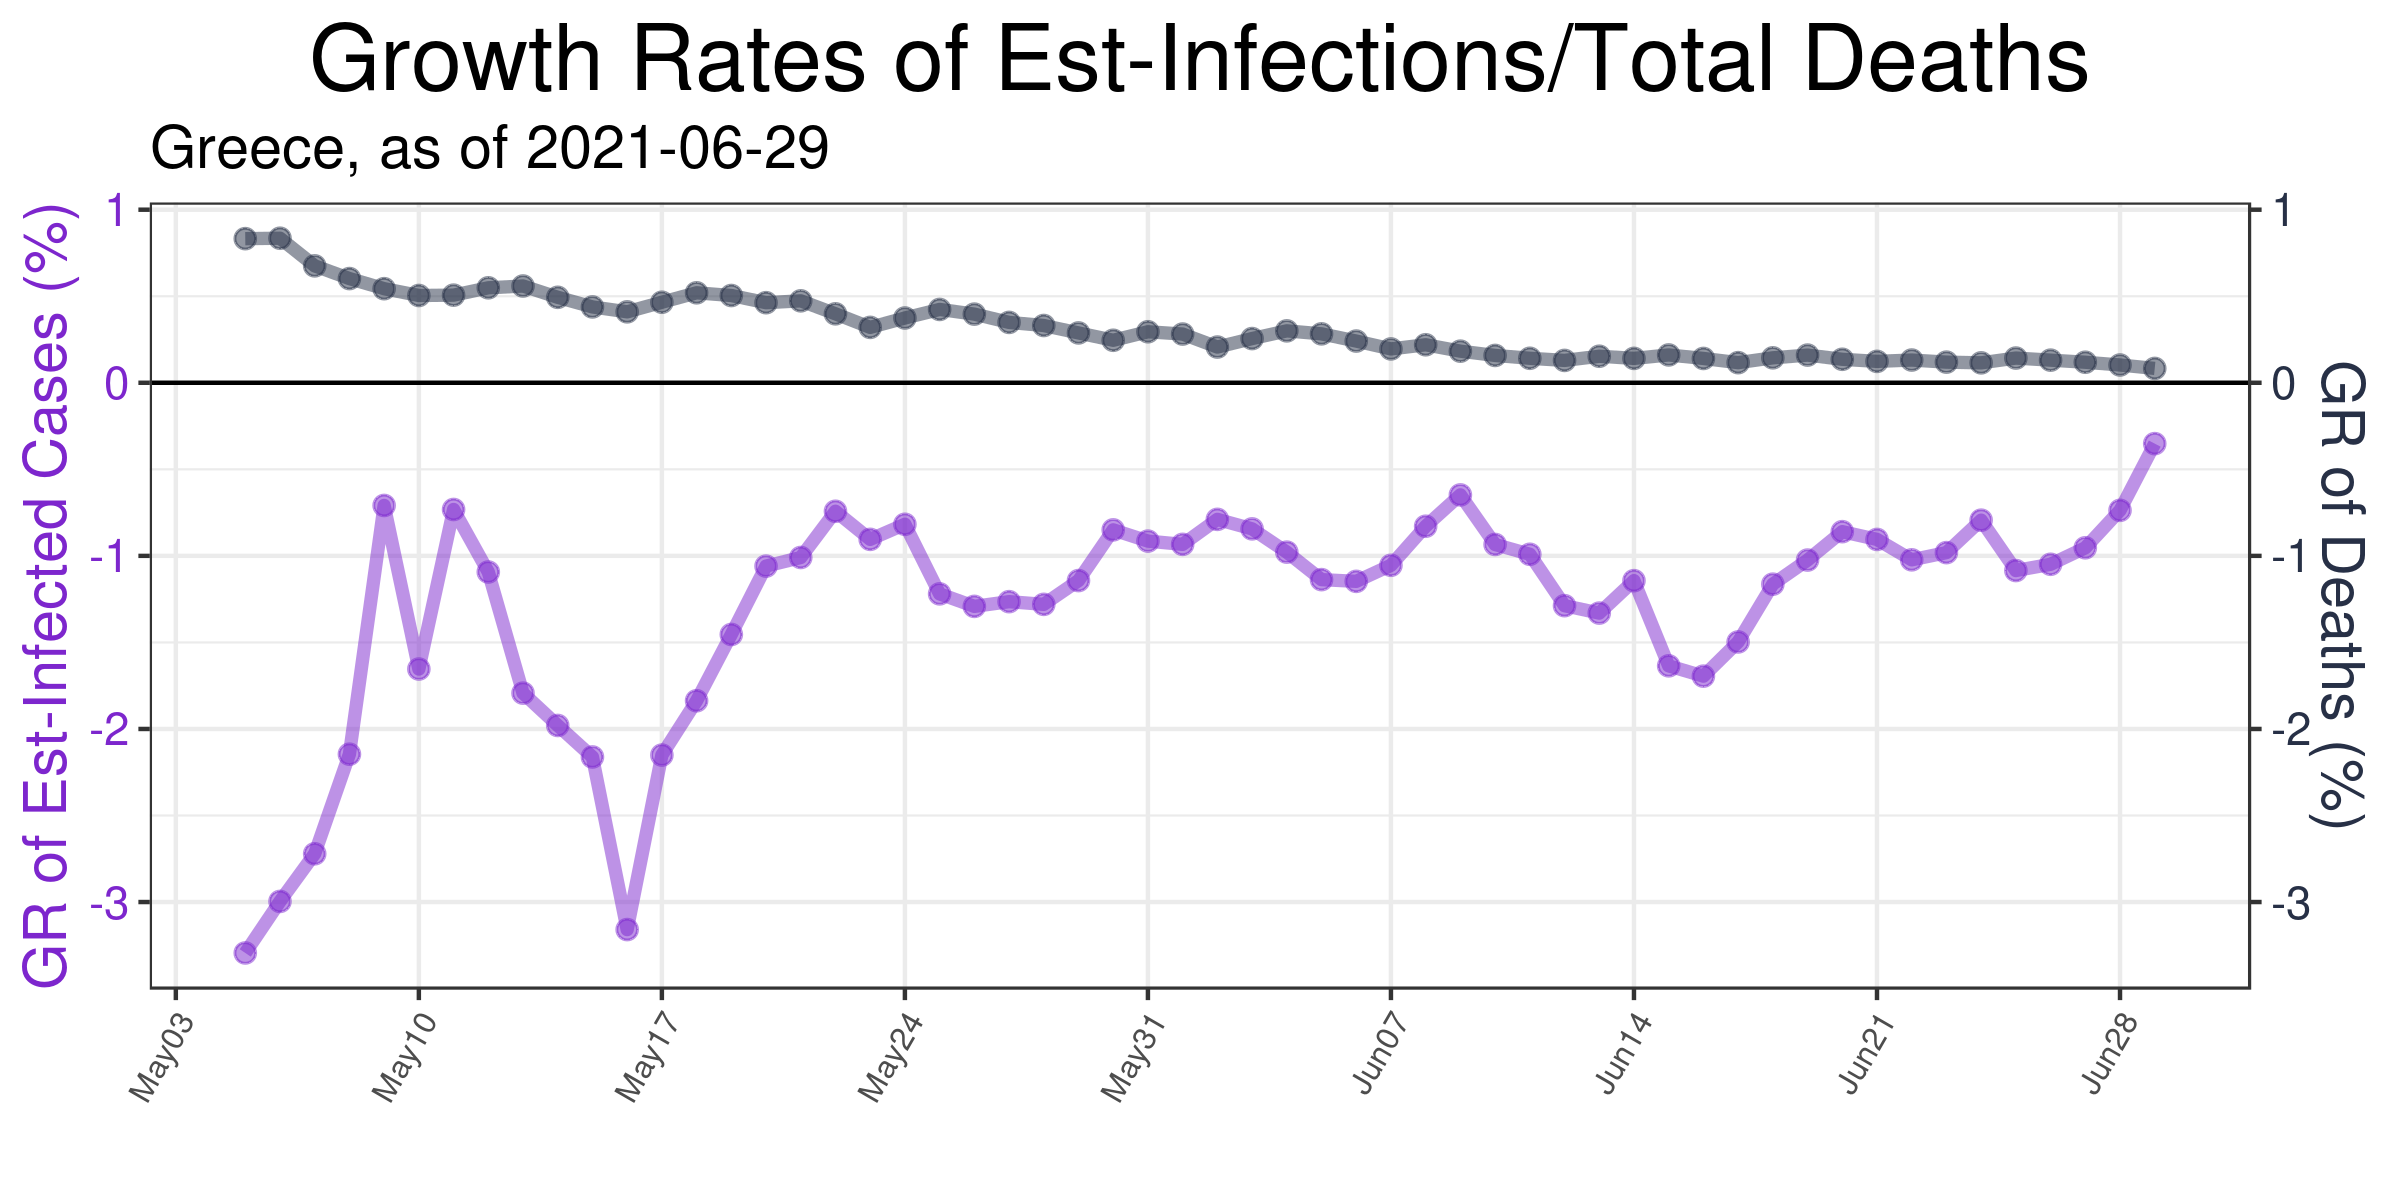 Growth Rates of Est-Infections/Total Deaths
Greece, as of 2021-06-29
GR of Est-Infected Cases (%)
1
0
-1
-2
-3
1
0
-1
-2
-3
GR of Deaths (%)
May03
May10
May17
May24
May31
Jun07
Jun14
Jun21
Jun28